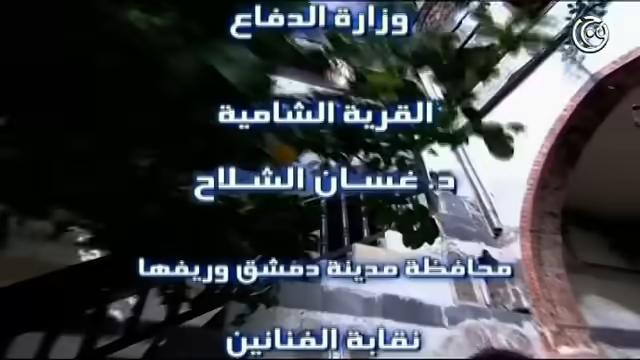 وزارة الدفاع
القرية الشامية
د. غسان الشلاح
محافظة مدينة دمشق وريفها
نقابة الفنانين